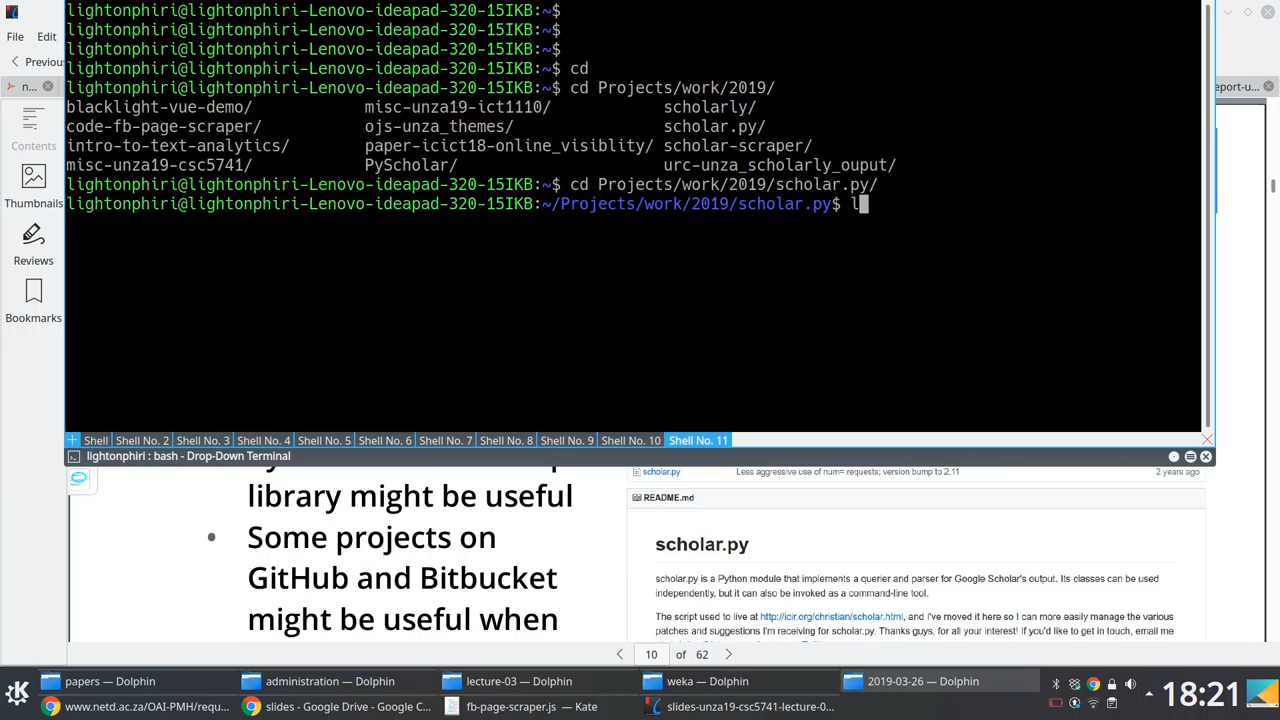 lightonphiri@lightonphiri-Lenovo-ideapad-320-15IKB:~$
lightonphiri@lightonphiri-Lenovo-ideapad-320-15IKB:~$
lightonphiri@lightonphiri-Lenovo-ideapad-320-15IKB:~$
lightonphiri@lightonphiri-Lenovo-ideapad-320-15IKB:~$ cd
lightonphiri@lightonphiri-Lenovo-ideapad-320-15IKB:~$ cd Projects/work/2019/
blacklight-vue-demo/ misc-unza19-ict1110/ scholarly/
code-fb-page-scraper/ ojs-unza_themes/ scholar.py/
intro-to-text-analytics/ paper-icict18-online_visiblity/ scholar-scraper/
misc-unza19-csc5741/ PyScholar/ urc-unza_scholarly_ouput/
lightonphiri@lightonphiri-Lenovo-ideapad-320-15IKB:~$ cd Projects/work/2019/scholar.py/
lightonphiri@lightonphiri-Lenovo-ideapad-320-15IKB:~/Projects/work/2019/scholar.py$ l
File Edit
Previou
n...
eport-u...
Contents
Thumbnails
Reviews
Bookmarks
Shell Shell No. 2 Shell No. 3 Shell No. 4 Shell No. 5 Shell No. 6 Shell No. 7 Shell No. 8 Shell No. 9 Shell No. 10 Shell No. 11
lightonphiri : bash - Drop-Down Terminal
library might be useful
• Some projects on
GitHub and Bitbucket
might be useful when
scholar.py Less aggressive use of num= requests; version bump to 2.11 2 years ago
README.md
scholar.py
scholar.py is a Python module that implements a querier and parser for Google Scholar's output. Its classes can be used
independently, but it can also be invoked as a command-line tool.
The script used to live at http://icir.org/christian/scholar.html, and I've moved it here so I can more easily manage the various
patches and suggestions I'm receiving for scholar.py. Thanks guys, for all your interest! If you'd like to get in touch, email me
10 of 62
papers — Dolphin administration — Dolphin lecture-03 — Dolphin weka — Dolphin 2019-03-26 — Dolphin
www.netd.ac.za/OAI-PMH/requ... slides - Google Drive - Google C... fb-page-scraper.js — Kate slides-unza19-csc5741-lecture-0...
18:21